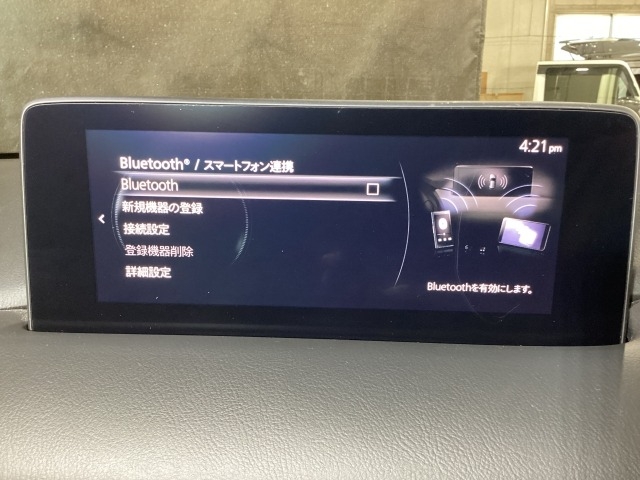 4:21pm
Bluetooth® / スマートフォン連携
Bluetooth
新規機器の登録
接続設定
登録機器削除
詳細設定
Bluetoothを有効にします。